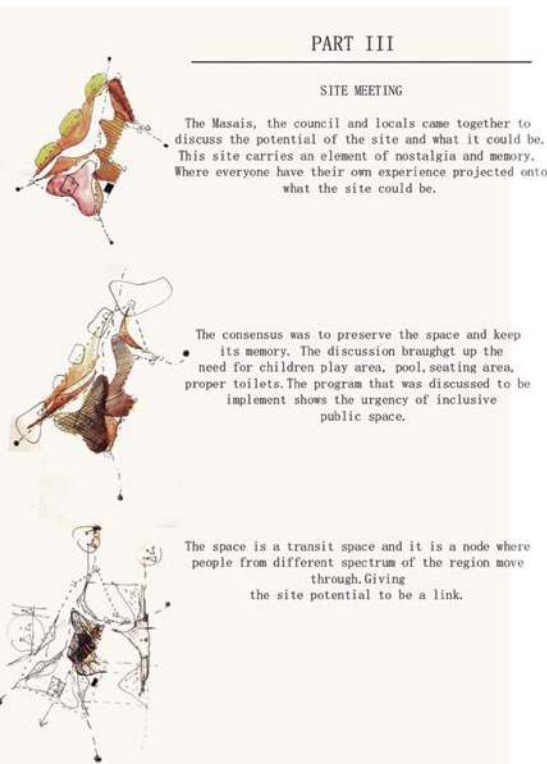 PART III
SITE MEETING
The Masais, the council and locals came together to
discuss the potential of the site and what it could be.
This site carries an element of nostalgia and memory.
Where everyone have their own experience projected onto
what the site could be.
The consensus was to preserve the space and keep
its memory. The discussion braughgt up the
need for children play area, pool, seating area,
proper toilets. The program that was discussed to be
implement shows the urgency of inclusive
public space.
The space is a transit space and it is a node where
people from different spectrum of the region move
through. Giving
the site potential to be a link.